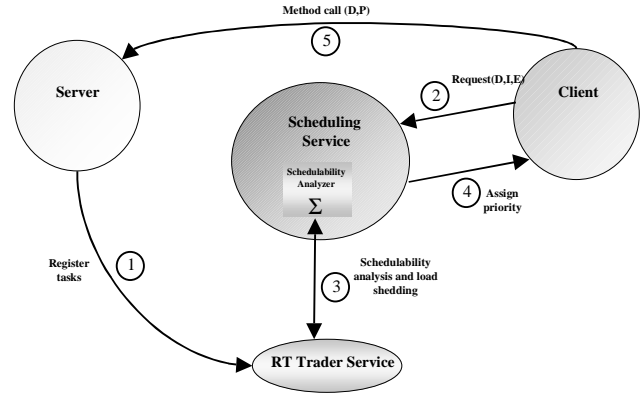 Method call (D,P)
5
Server
Client
2
Request(D,I,E)
Scheduling
Service
Schedulability
Analyzer
Σ
4
Assign
priority
Register
tasks
1
3
Schedulability
analysis and load
shedding
RT Trader Service